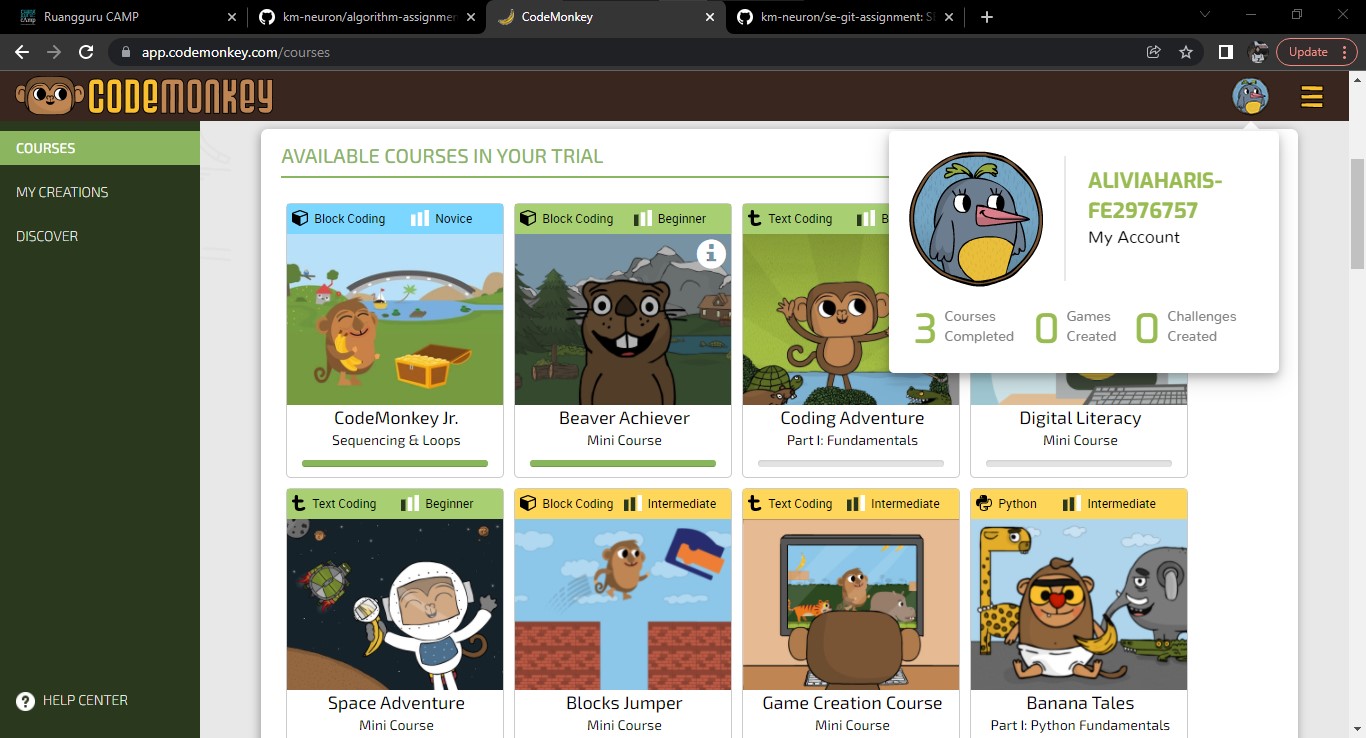 Ruangguru CAMP
km-neuron/algorithm-assignmen
CodeMonkey
km-neuron/se-git-assignment: SE
app.codemonkey.com/courses
Update
CODEMONKEY
COURSES
MY CREATIONS
DISCOVER
HELP CENTER
AVAILABLE COURSES IN YOUR TRIAL
ALIVIAHARIS-
FE2976757
My Account
3 Courses Completed
0 Games Created
0 Challenges Created
Block Coding Novice
CodeMonkey Jr.
Sequencing & Loops
Block Coding Beginner
Beaver Achiever
Mini Course
Text Coding B
Coding Adventure
Part I: Fundamentals
Digital Literacy
Mini Course
Text Coding Beginner
Space Adventure
Mini Course
Block Coding Intermediate
Blocks Jumper
Mini Course
Text Coding Intermediate
Game Creation Course
Mini Course
Python Intermediate
Banana Tales
Part I: Python Fundamentals